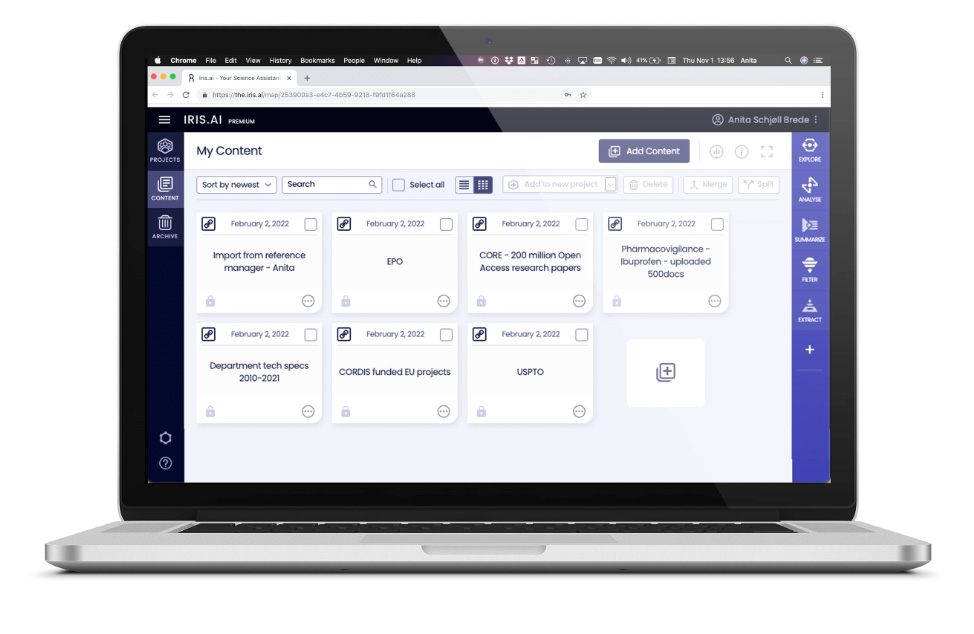 Chrome File Edit View History Bookmarks People Window Help 41% Thu Nov 1 13:56 Anita
Iris.ai - Your Science Assistant × +
https://the.iris.ai/map/253900a3-e4c7-4b59-9218-f91d1f64a288
IRIS.AI PREMIUM Anita Schjøll Brede
PROJECTS
CONTENT
ARCHIVE
My Content Add Content
Sort by newest Search Select all Add to new project Delete Merge Split
February 2, 2022 February 2, 2022 February 2, 2022 February 2, 2022
Import from reference
manager - Anita
EPO
CORE - 200 million Open
Access research papers
Pharmacovigilance -
Ibuprofen - uploaded
500docs
February 2, 2022 February 2, 2022 February 2, 2022
Department tech specs
2010-2021
CORDIS funded EU projects
USPTO
EXPLORE
ANALYSE
SUMMARIZE
FILTER
EXTRACT
+